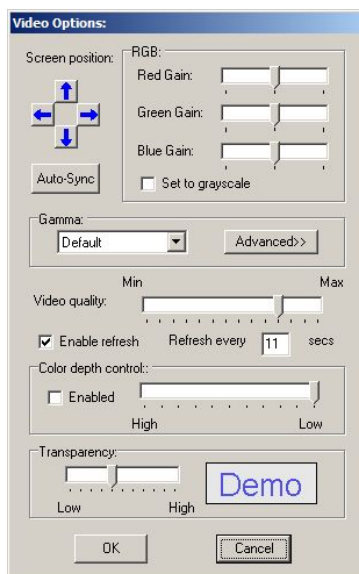 Video Options:
Screen position:
Auto-Sync
RGB:
Red Gain:
Green Gain:
Blue Gain:
Set to grayscale
Gamma:
Default
Advanced>>
Min Max
Video quality:
Enable refresh Refresh every 11 secs
Color depth control::
Enabled
High Low
Transparency:
Low High
Demo
OK Cancel